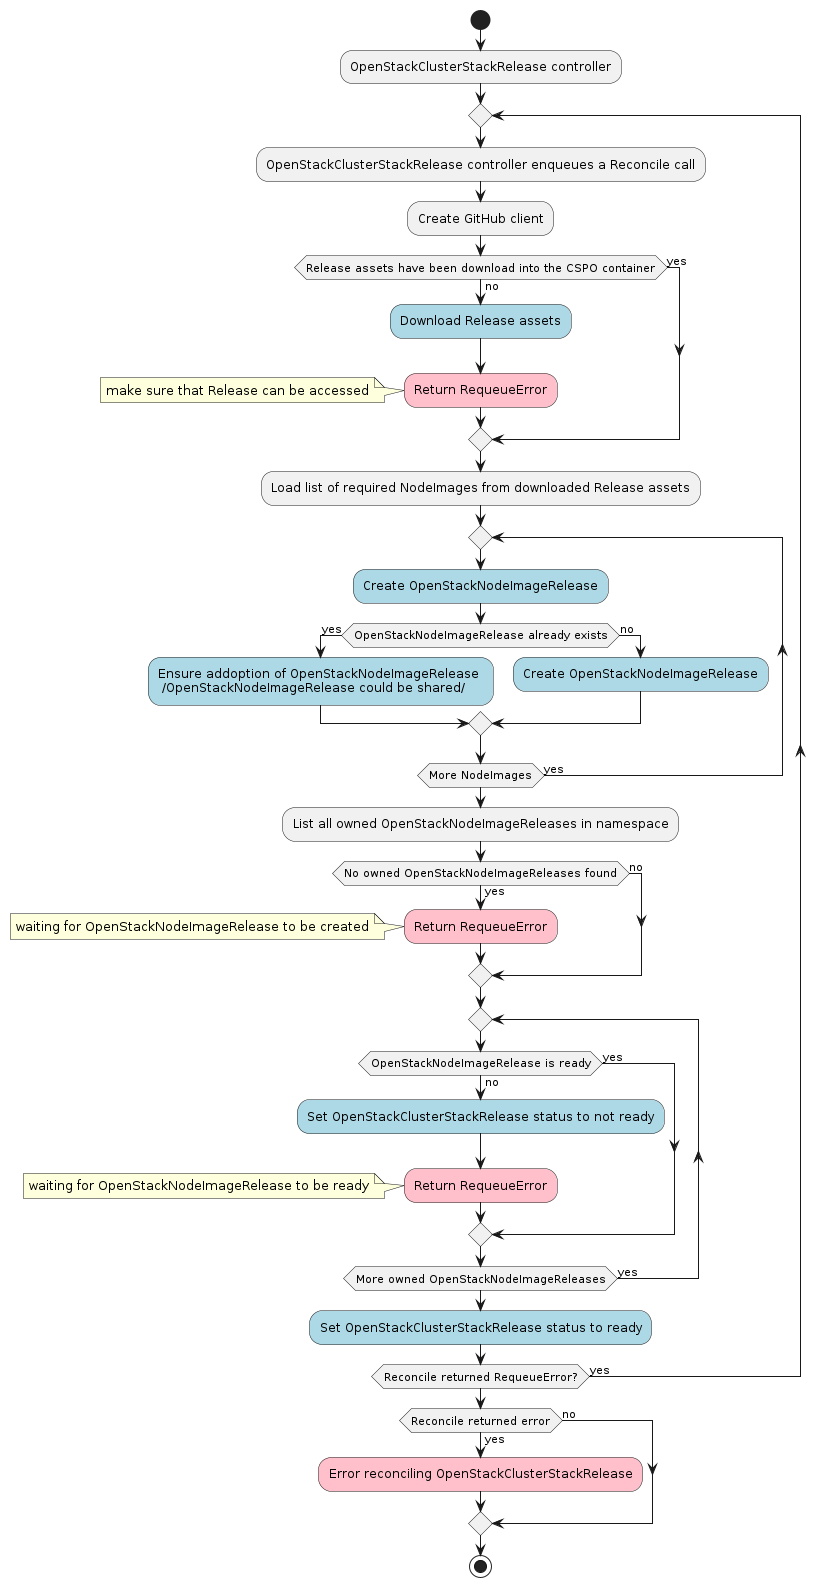 OpenStackClusterStackRelease controller
OpenStackClusterStackRelease controller enqueues a Reconcile call
Create GitHub client
Release assets have been download into the CSPO container
yes
no
Download Release assets
make sure that Release can be accessed
Return RequeueError
Load list of required NodeImages from downloaded Release assets
Create OpenStackNodeImageRelease
yes
OpenStackNodeImageRelease already exists
no
Ensure addoption of OpenStackNodeImageRelease
/OpenStackNodeImageRelease could be shared/
Create OpenStackNodeImageRelease
More NodeImages
yes
List all owned OpenStackNodeImageReleases in namespace
No owned OpenStackNodeImageReleases found
no
yes
waiting for OpenStackNodeImageRelease to be created
Return RequeueError
OpenStackNodeImageRelease is ready
yes
no
Set OpenStackClusterStackRelease status to not ready
waiting for OpenStackNodeImageRelease to be ready
Return RequeueError
More owned OpenStackNodeImageReleases
yes
Set OpenStackClusterStackRelease status to ready
Reconcile returned RequeueError?
yes
Reconcile returned error
no
yes
Error reconciling OpenStackClusterStackRelease